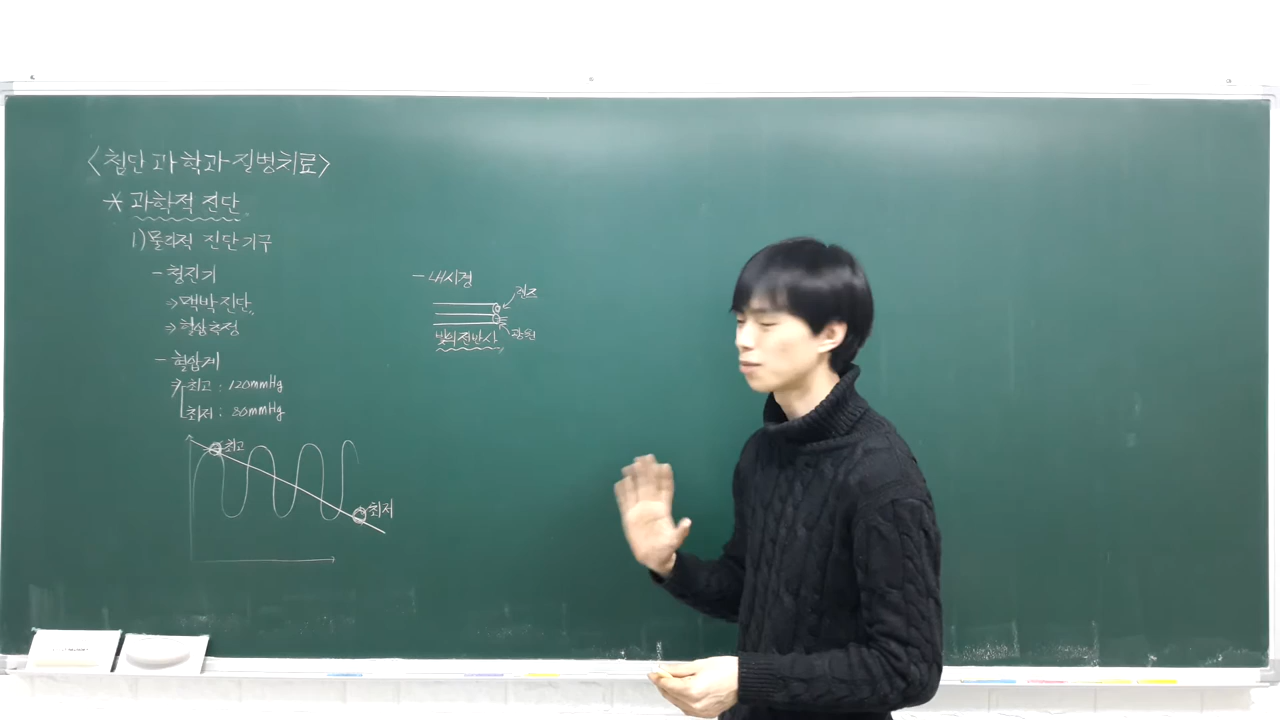 <첨단 과학과 질병치료>
* 과학적 진단
1) 물리적 진단기구
- 청진기
⇒ 맥박 진단
⇒ 혈압측정
- 혈압계
최고 : 120mmHg
최저 : 80mmHg
최고
최저
- 내시경
렌즈
광원
빛의 전반사